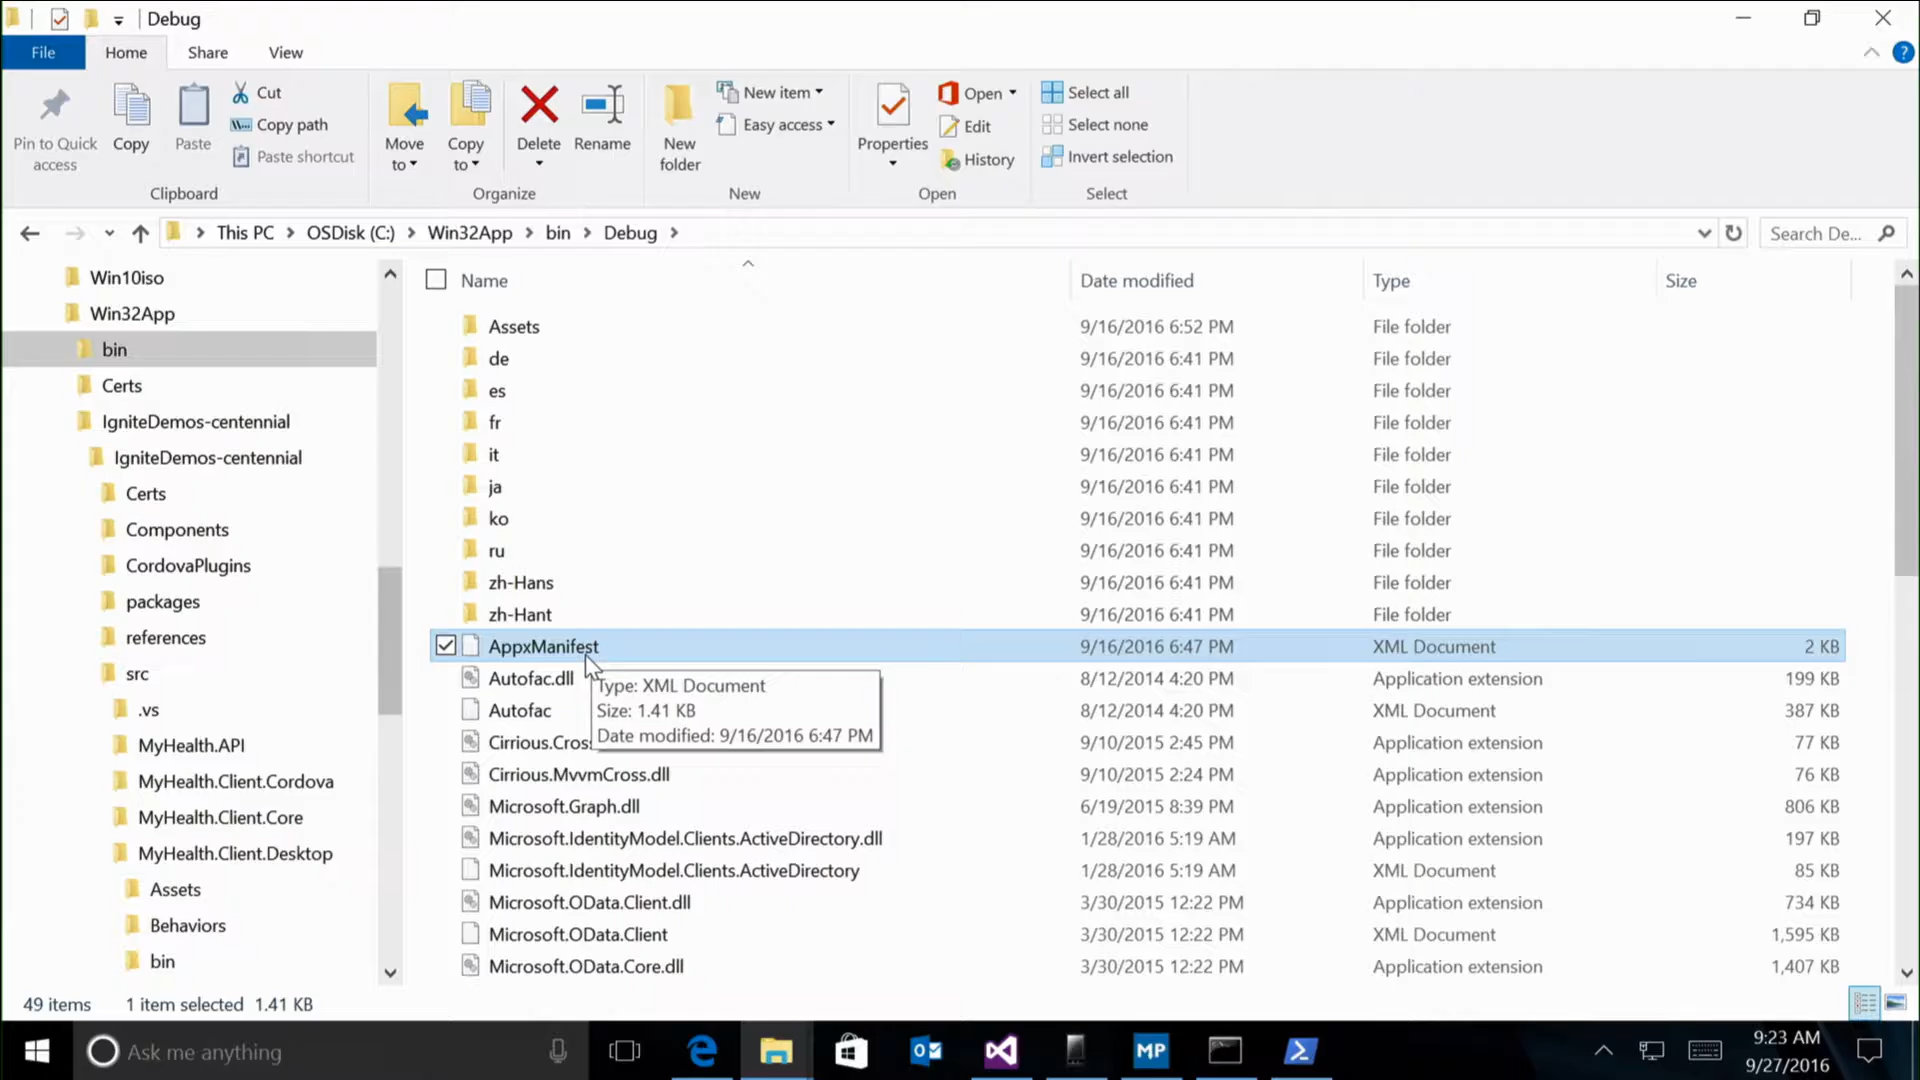 Debug
File Home Share View
Pin to Quick access
Copy
Paste
Cut
Copy path
Paste shortcut
Clipboard
Move to
Copy to
Delete
Rename
Organize
New folder
New item
Easy access
New
Properties
Open
Edit
History
Open
Select all
Select none
Invert selection
Select
This PC OSDisk (C:) Win32App bin Debug
Search De...
Win10iso
Win32App
bin
Certs
IgniteDemos-centennial
IgniteDemos-centennial
Certs
Components
CordovaPlugins
packages
references
src
.vs
MyHealth.API
MyHealth.Client.Cordova
MyHealth.Client.Core
MyHealth.Client.Desktop
Assets
Behaviors
bin
Name Date modified Type Size
Assets 9/16/2016 6:52 PM File folder
de 9/16/2016 6:41 PM File folder
es 9/16/2016 6:41 PM File folder
fr 9/16/2016 6:41 PM File folder
it 9/16/2016 6:41 PM File folder
ja 9/16/2016 6:41 PM File folder
ko 9/16/2016 6:41 PM File folder
ru 9/16/2016 6:41 PM File folder
zh-Hans 9/16/2016 6:41 PM File folder
zh-Hant 9/16/2016 6:41 PM File folder
AppxManifest 9/16/2016 6:47 PM XML Document 2 KB
Autofac.dll 8/12/2014 4:20 PM Application extension 199 KB
Autofac 8/12/2014 4:20 PM XML Document 387 KB
Cirrious.Cros 9/10/2015 2:45 PM Application extension 77 KB
Cirrious.MvvmCross.dll 9/10/2015 2:24 PM Application extension 76 KB
Microsoft.Graph.dll 6/19/2015 8:39 PM Application extension 806 KB
Microsoft.IdentityModel.Clients.ActiveDirectory.dll 1/28/2016 5:19 AM Application extension 197 KB
Microsoft.IdentityModel.Clients.ActiveDirectory 1/28/2016 5:19 AM XML Document 85 KB
Microsoft.OData.Client.dll 3/30/2015 12:22 PM Application extension 734 KB
Microsoft.OData.Client 3/30/2015 12:22 PM XML Document 1,595 KB
Microsoft.OData.Core.dll 3/30/2015 12:22 PM Application extension 1,407 KB
Type: XML Document
Size: 1.41 KB
Date modified: 9/16/2016 6:47 PM
49 items 1 item selected 1.41 KB
Ask me anything
MP
9:23 AM
9/27/2016